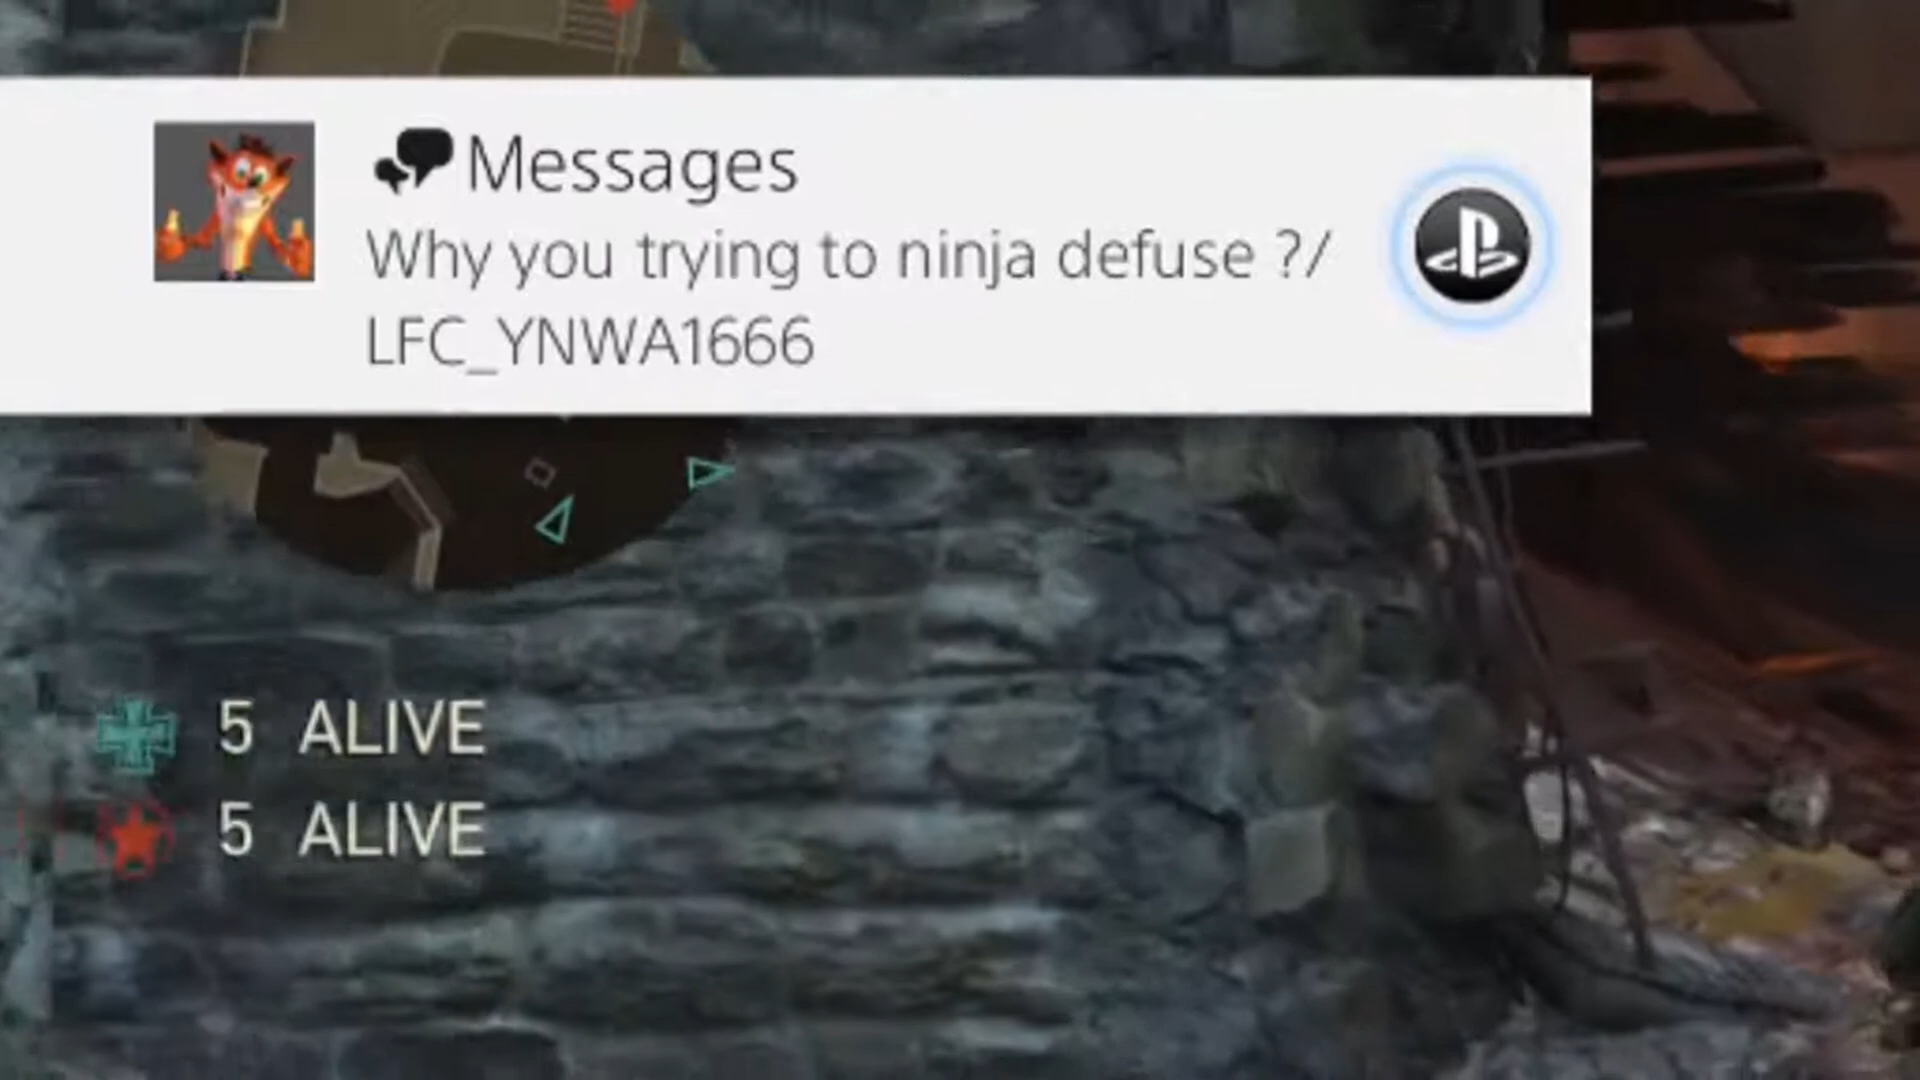 Messages
Why you trying to ninja defuse ?/
LFC_YNWA1666
5 ALIVE
5 ALIVE